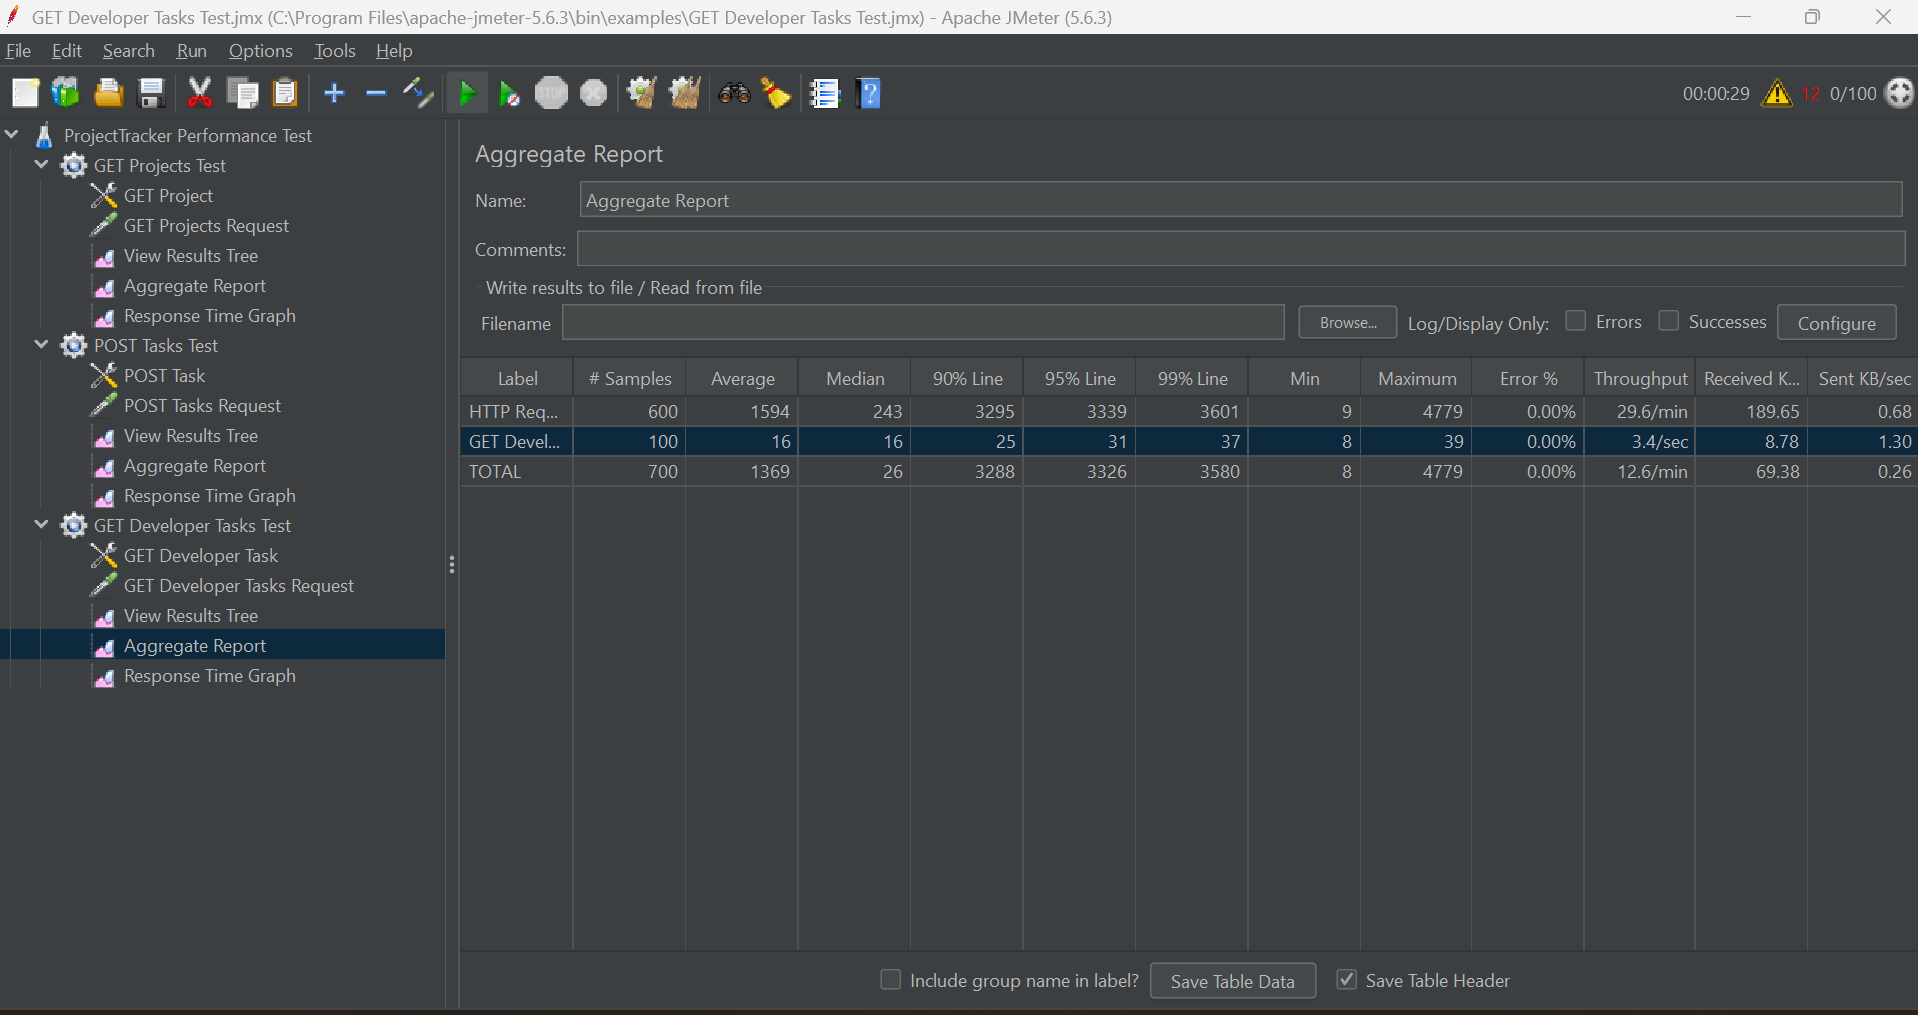 GET Developer Tasks Test.jmx (C:\Program Files\apache-jmeter-5.6.3\bin\examples\GET Developer Tasks Test.jmx) - Apache JMeter (5.6.3)
File Edit Search Run Options Tools Help
STOP 00:00:29 12 0/100
ProjectTracker Performance Test
GET Projects Test
GET Project
GET Projects Request
View Results Tree
Aggregate Report
Response Time Graph
POST Tasks Test
POST Task
POST Tasks Request
View Results Tree
Aggregate Report
Response Time Graph
GET Developer Tasks Test
GET Developer Task
GET Developer Tasks Request
View Results Tree
Aggregate Report
Response Time Graph
Aggregate Report
Name: Aggregate Report
Comments:
Write results to file / Read from file
Filename Browse... Log/Display Only: Errors Successes Configure
Label # Samples Average Median 90% Line 95% Line 99% Line Min Maximum Error % Throughput Received K... Sent KB/sec
HTTP Req... 600 1594 243 3295 3339 3601 9 4779 0.00% 29.6/min 189.65 0.68
GET Devel... 100 16 16 25 31 37 8 39 0.00% 3.4/sec 8.78 1.30
TOTAL 700 1369 26 3288 3326 3580 8 4779 0.00% 12.6/min 69.38 0.26
Include group name in label? Save Table Data Save Table Header